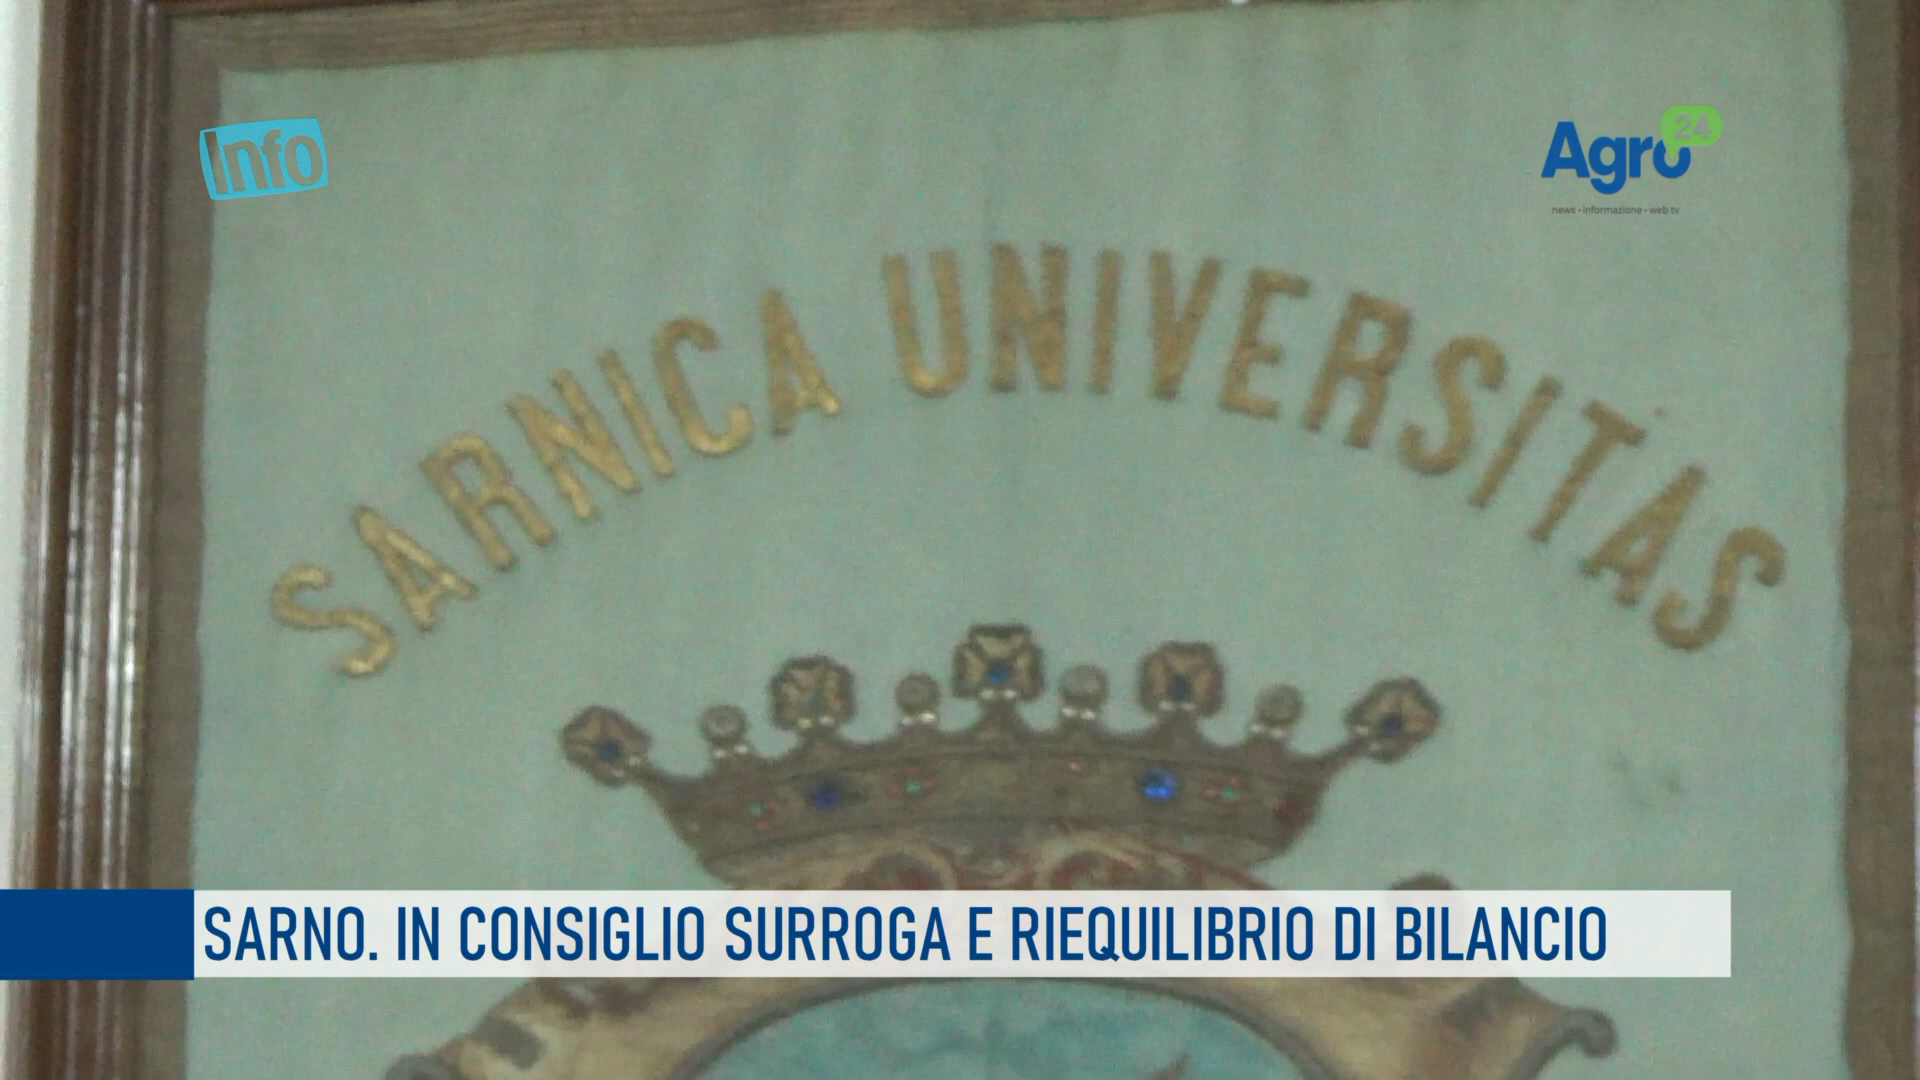 Info
Agro 24
news - informazione - web tv
SARNICA UNIVERSITAS
SARNO. IN CONSIGLIO SURROGA E RIEQUILIBRIO DI BILANCIO